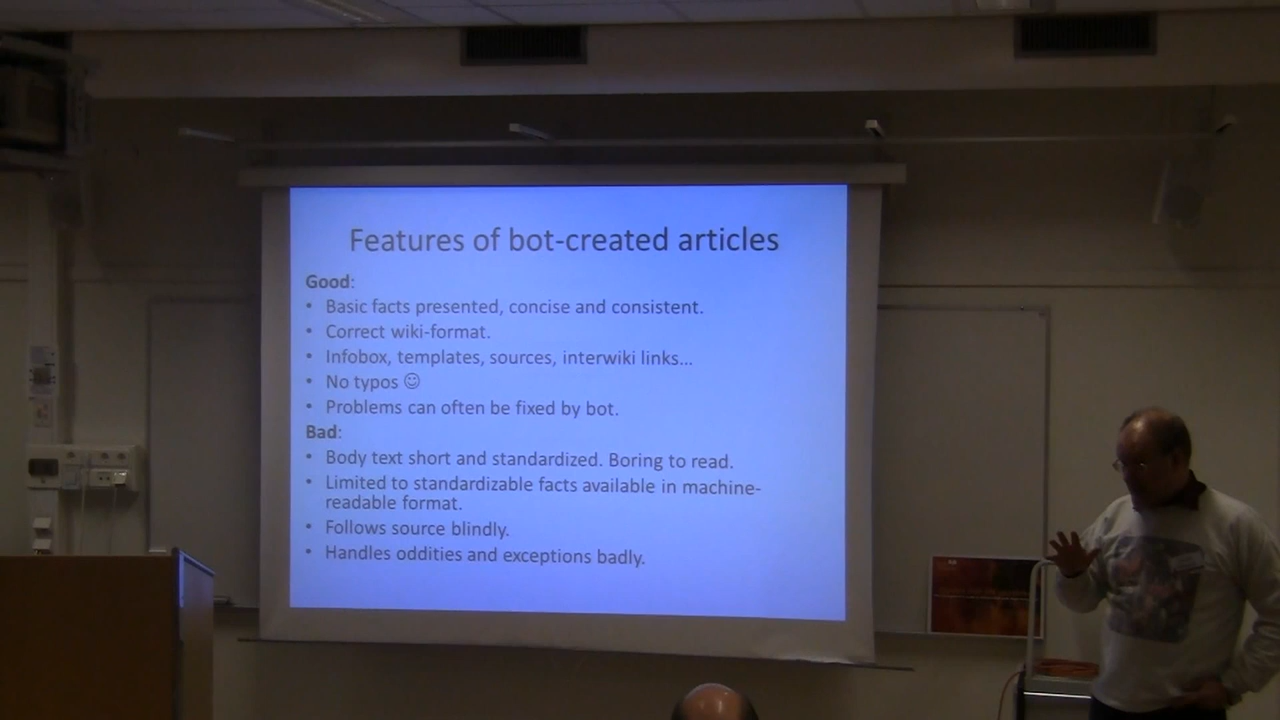 Features of bot-created articles
Good:
• Basic facts presented, concise and consistent.
• Correct wiki-format.
• Infobox, templates, sources, interwiki links...
• No typos ☺
• Problems can often be fixed by bot.
Bad:
• Body text short and standardized. Boring to read.
• Limited to standardizable facts available in machine-
readable format.
• Follows source blindly.
• Handles oddities and exceptions badly.